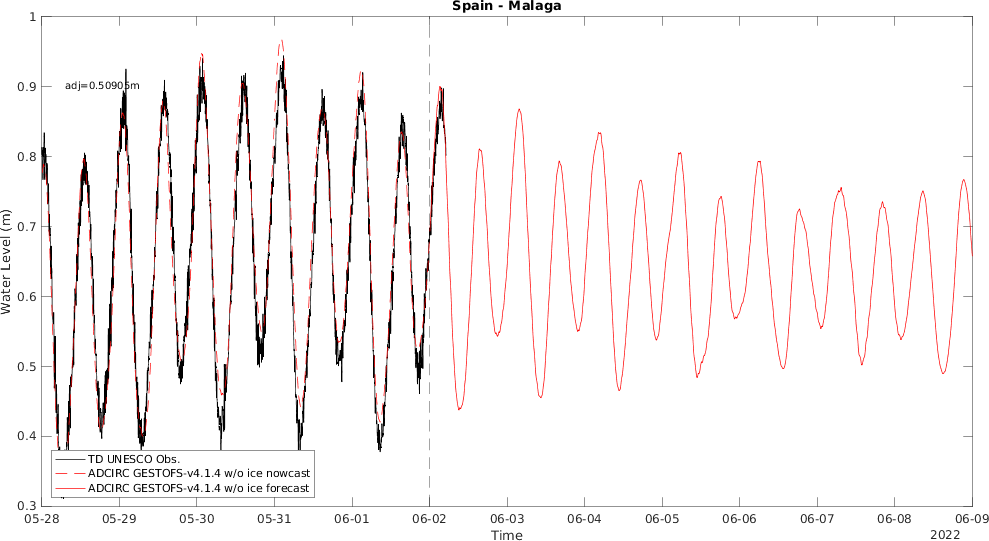 Spain - Malaga
1
0.9
0.8
0.7
0.6
0.5
0.4
0.3
Water Level (m)
adj=0.50905m
TD UNESCO Obs.
ADCIRC GESTOFS-v4.1.4 w/o ice nowcast
ADCIRC GESTOFS-v4.1.4 w/o ice forecast
05-28 05-29 05-30 05-31 06-01 06-02 06-03 06-04 06-05 06-06 06-07 06-08 06-09
Time
2022